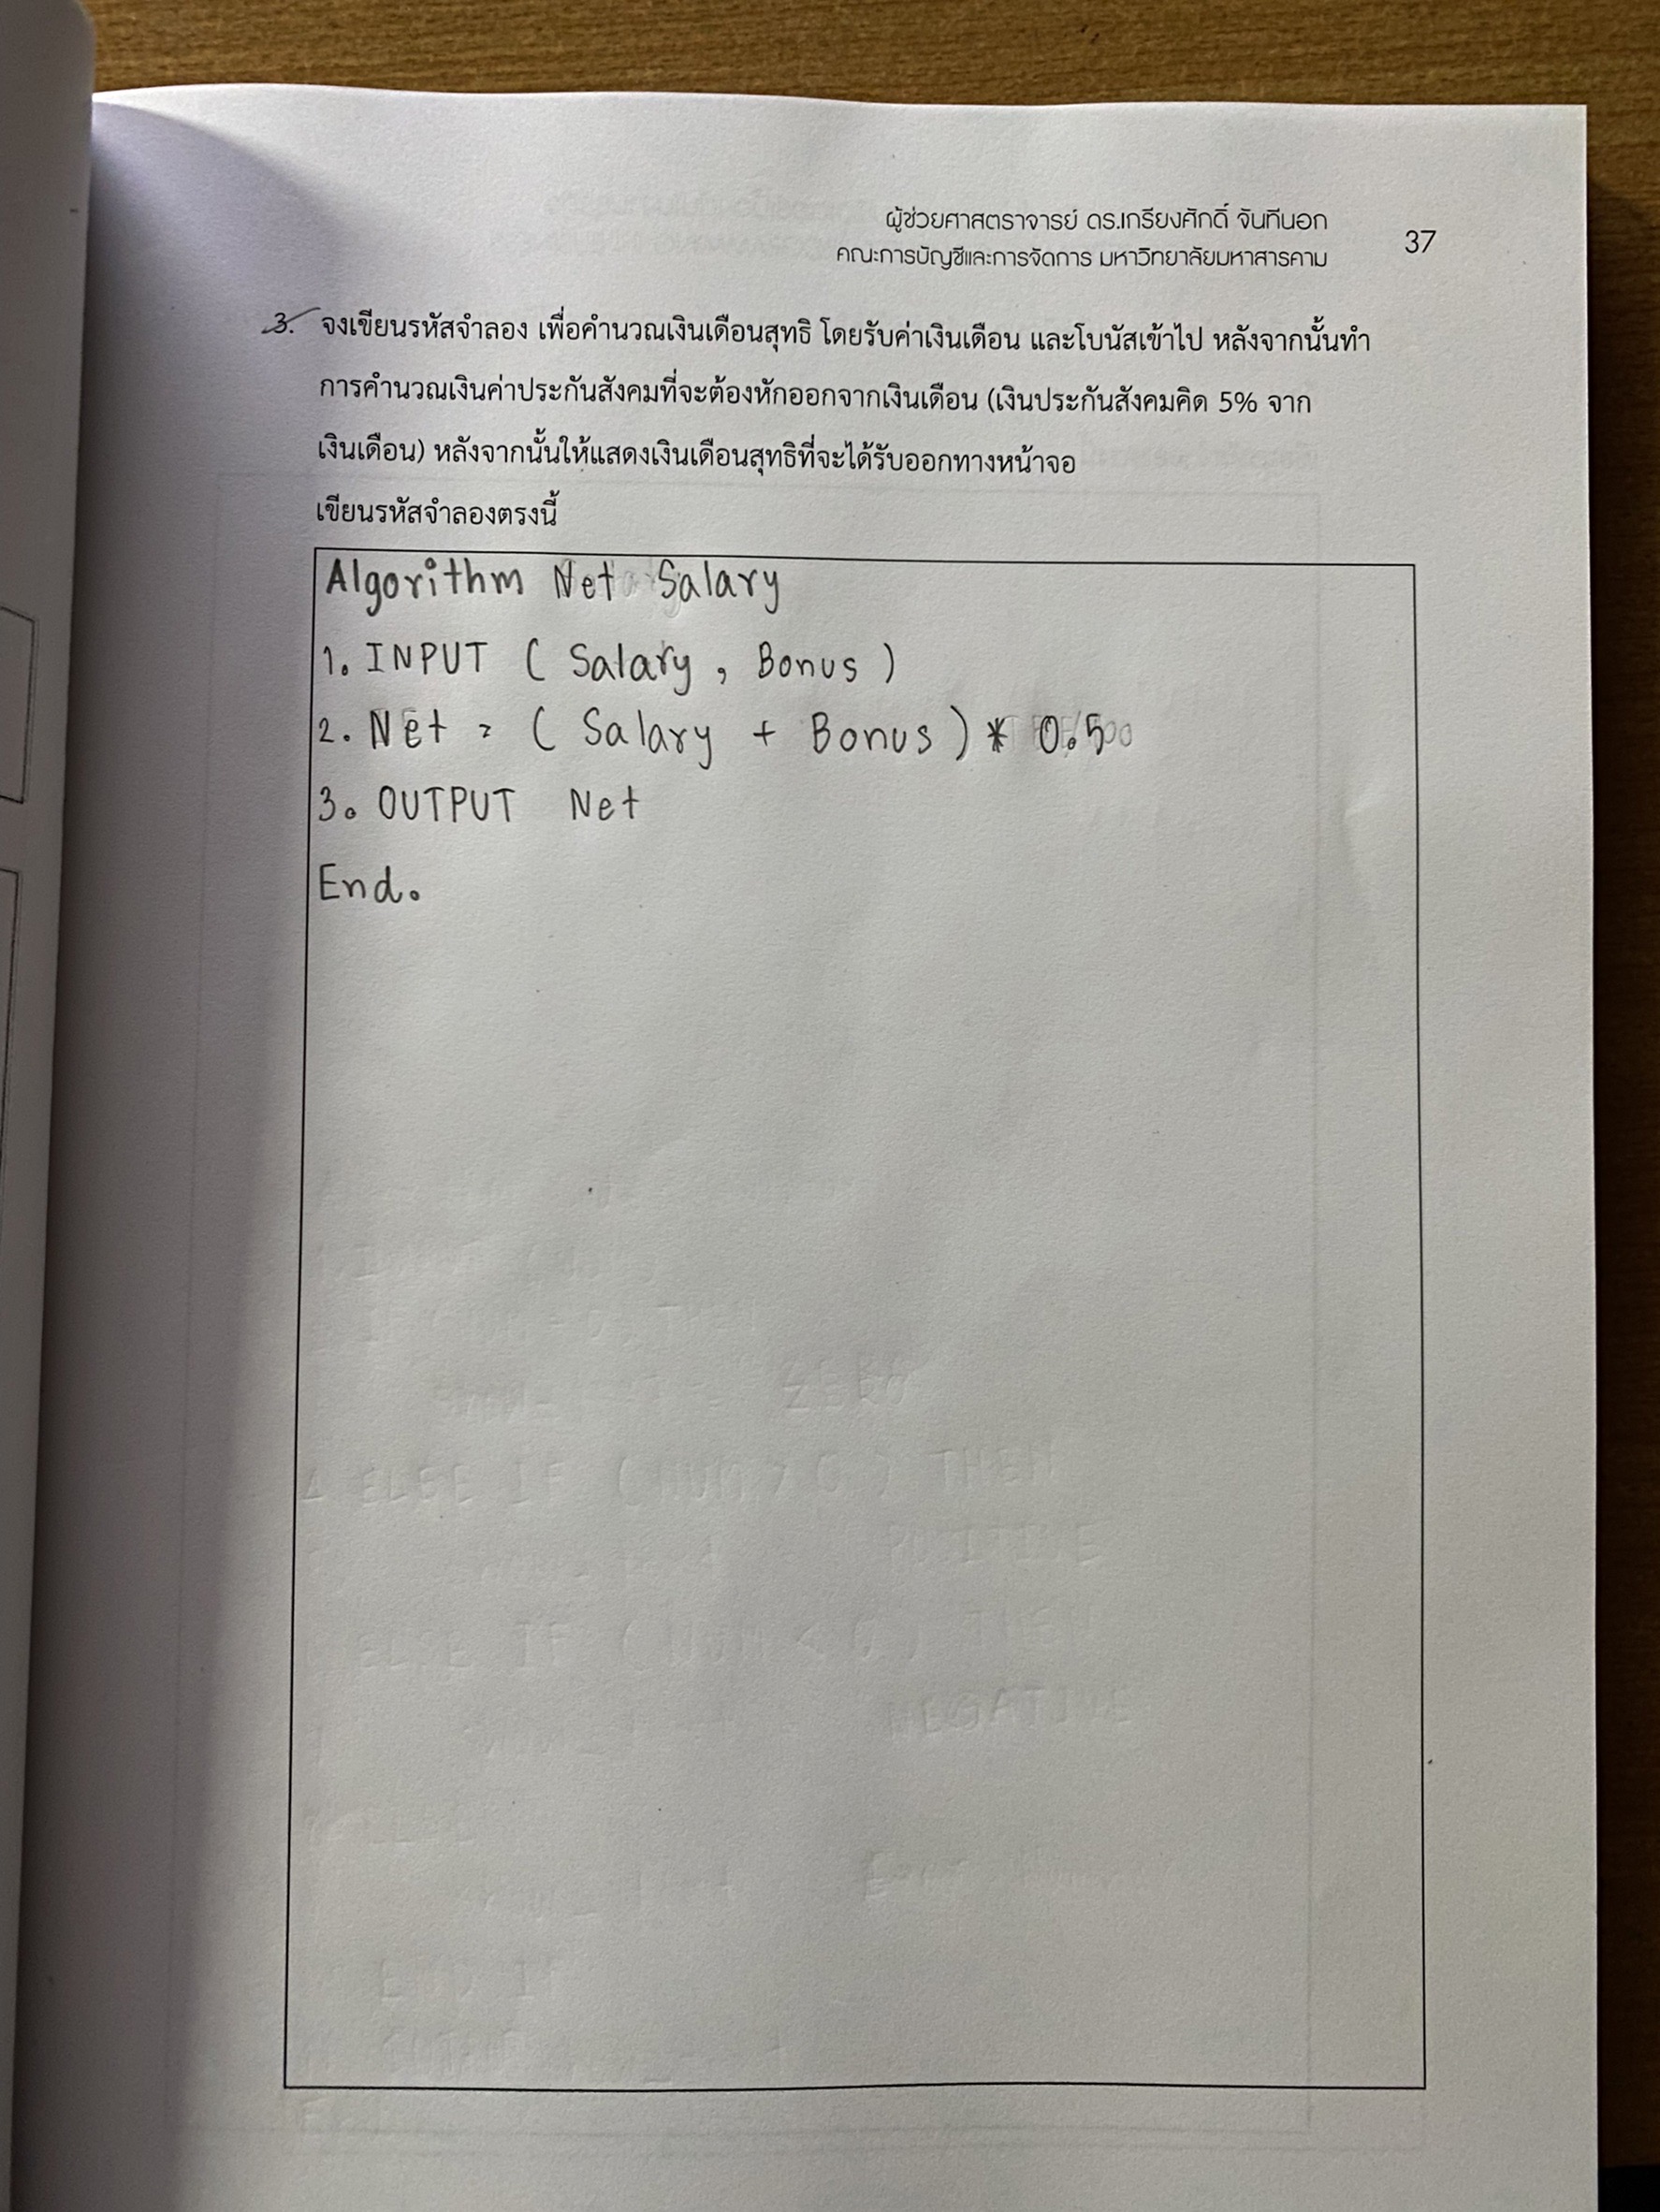 ผู้ช่วยศาสตราจารย์ ดร.เกรียงศักดิ์ จันทีนอก
คณะการบัญชีและการจัดการ มหาวิทยาลัยมหาสารคาม
37
3. จงเขียนรหัสจำลอง เพื่อคำนวณเงินเดือนสุทธิ โดยรับค่าเงินเดือน และโบนัสเข้าไป หลังจากนั้นทำ
การคำนวณเงินค่าประกันสังคมที่จะต้องหักออกจากเงินเดือน (เงินประกันสังคมคิด 5% จาก
เงินเดือน) หลังจากนั้นให้แสดงเงินเดือนสุทธิที่จะได้รับออกทางหน้าจอ
เขียนรหัสจำลองตรงนี้
Algorithm Net Salary
1. INPUT ( Salary , Bonus )
2. Net = ( Salary + Bonus ) * 0.5
3. OUTPUT Net
End.